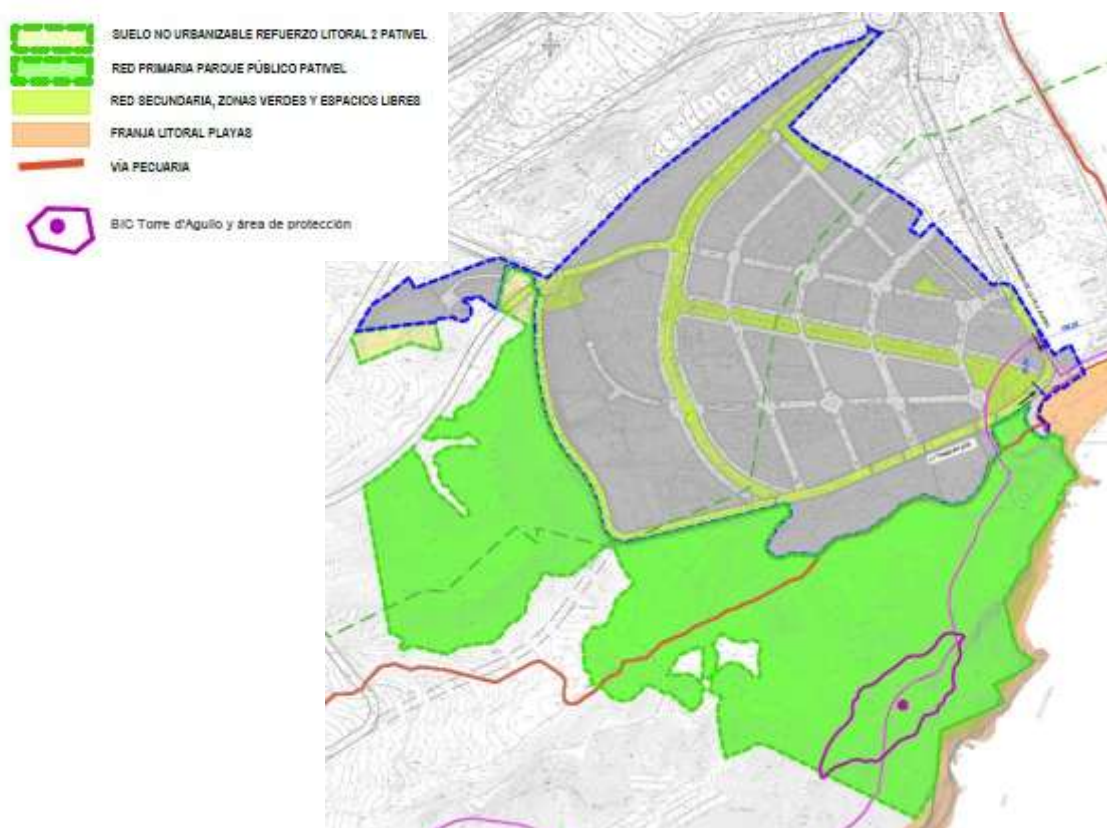 SUELO NO URBANIZABLE REFUERZO LITORAL 2 PATIVEL
RED PRIMARIA PARQUE PÚBLICO PATIVEL
RED SECUNDARIA, ZONAS VERDES Y ESPACIOS LIBRES
FRANJA LITORAL PLAYAS
VÍA PECUARIA
BIC Torre d'Aguilo y área de protección